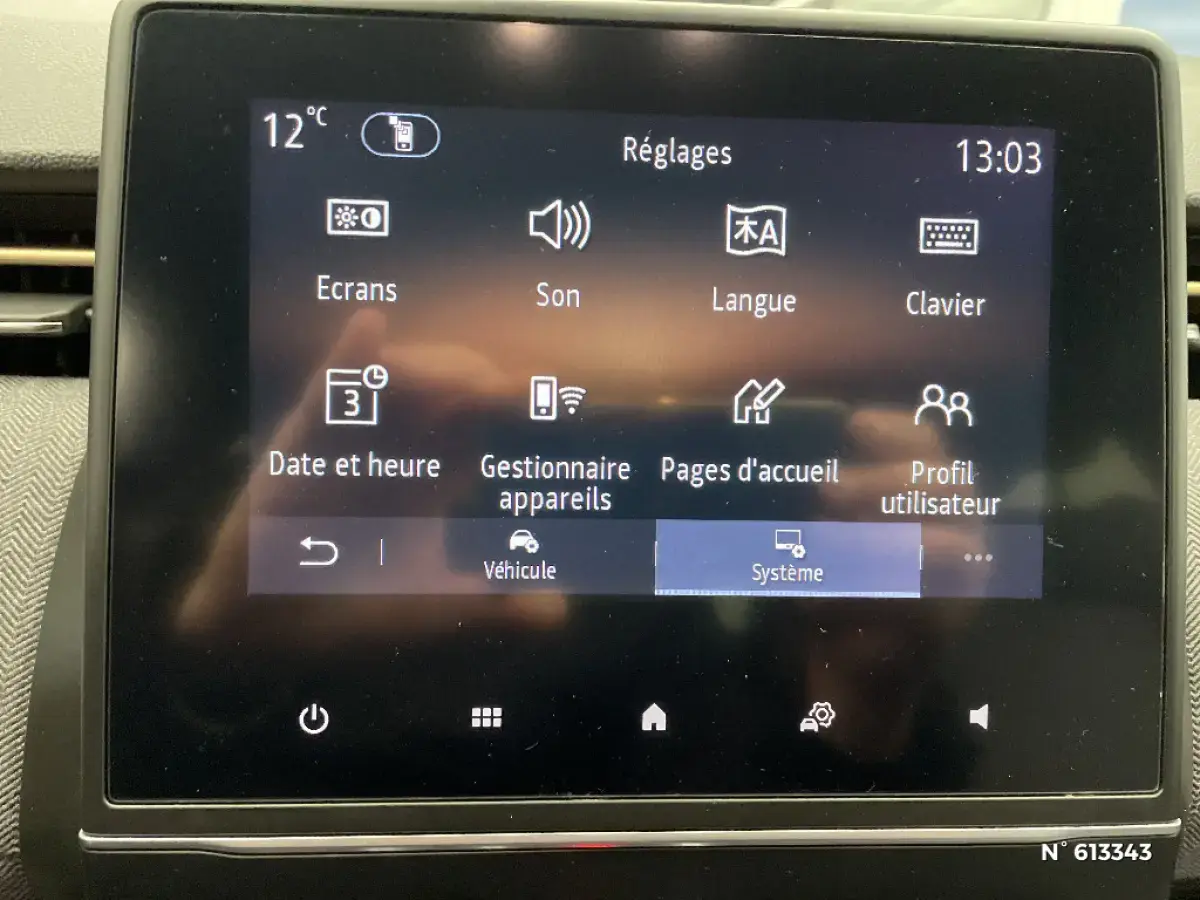 12°C
Réglages
13:03
Ecrans
Son
Langue
Clavier
3
Date et heure
Gestionnaire
appareils
Pages d'accueil
Profil
utilisateur
Véhicule
Système
N° 613343